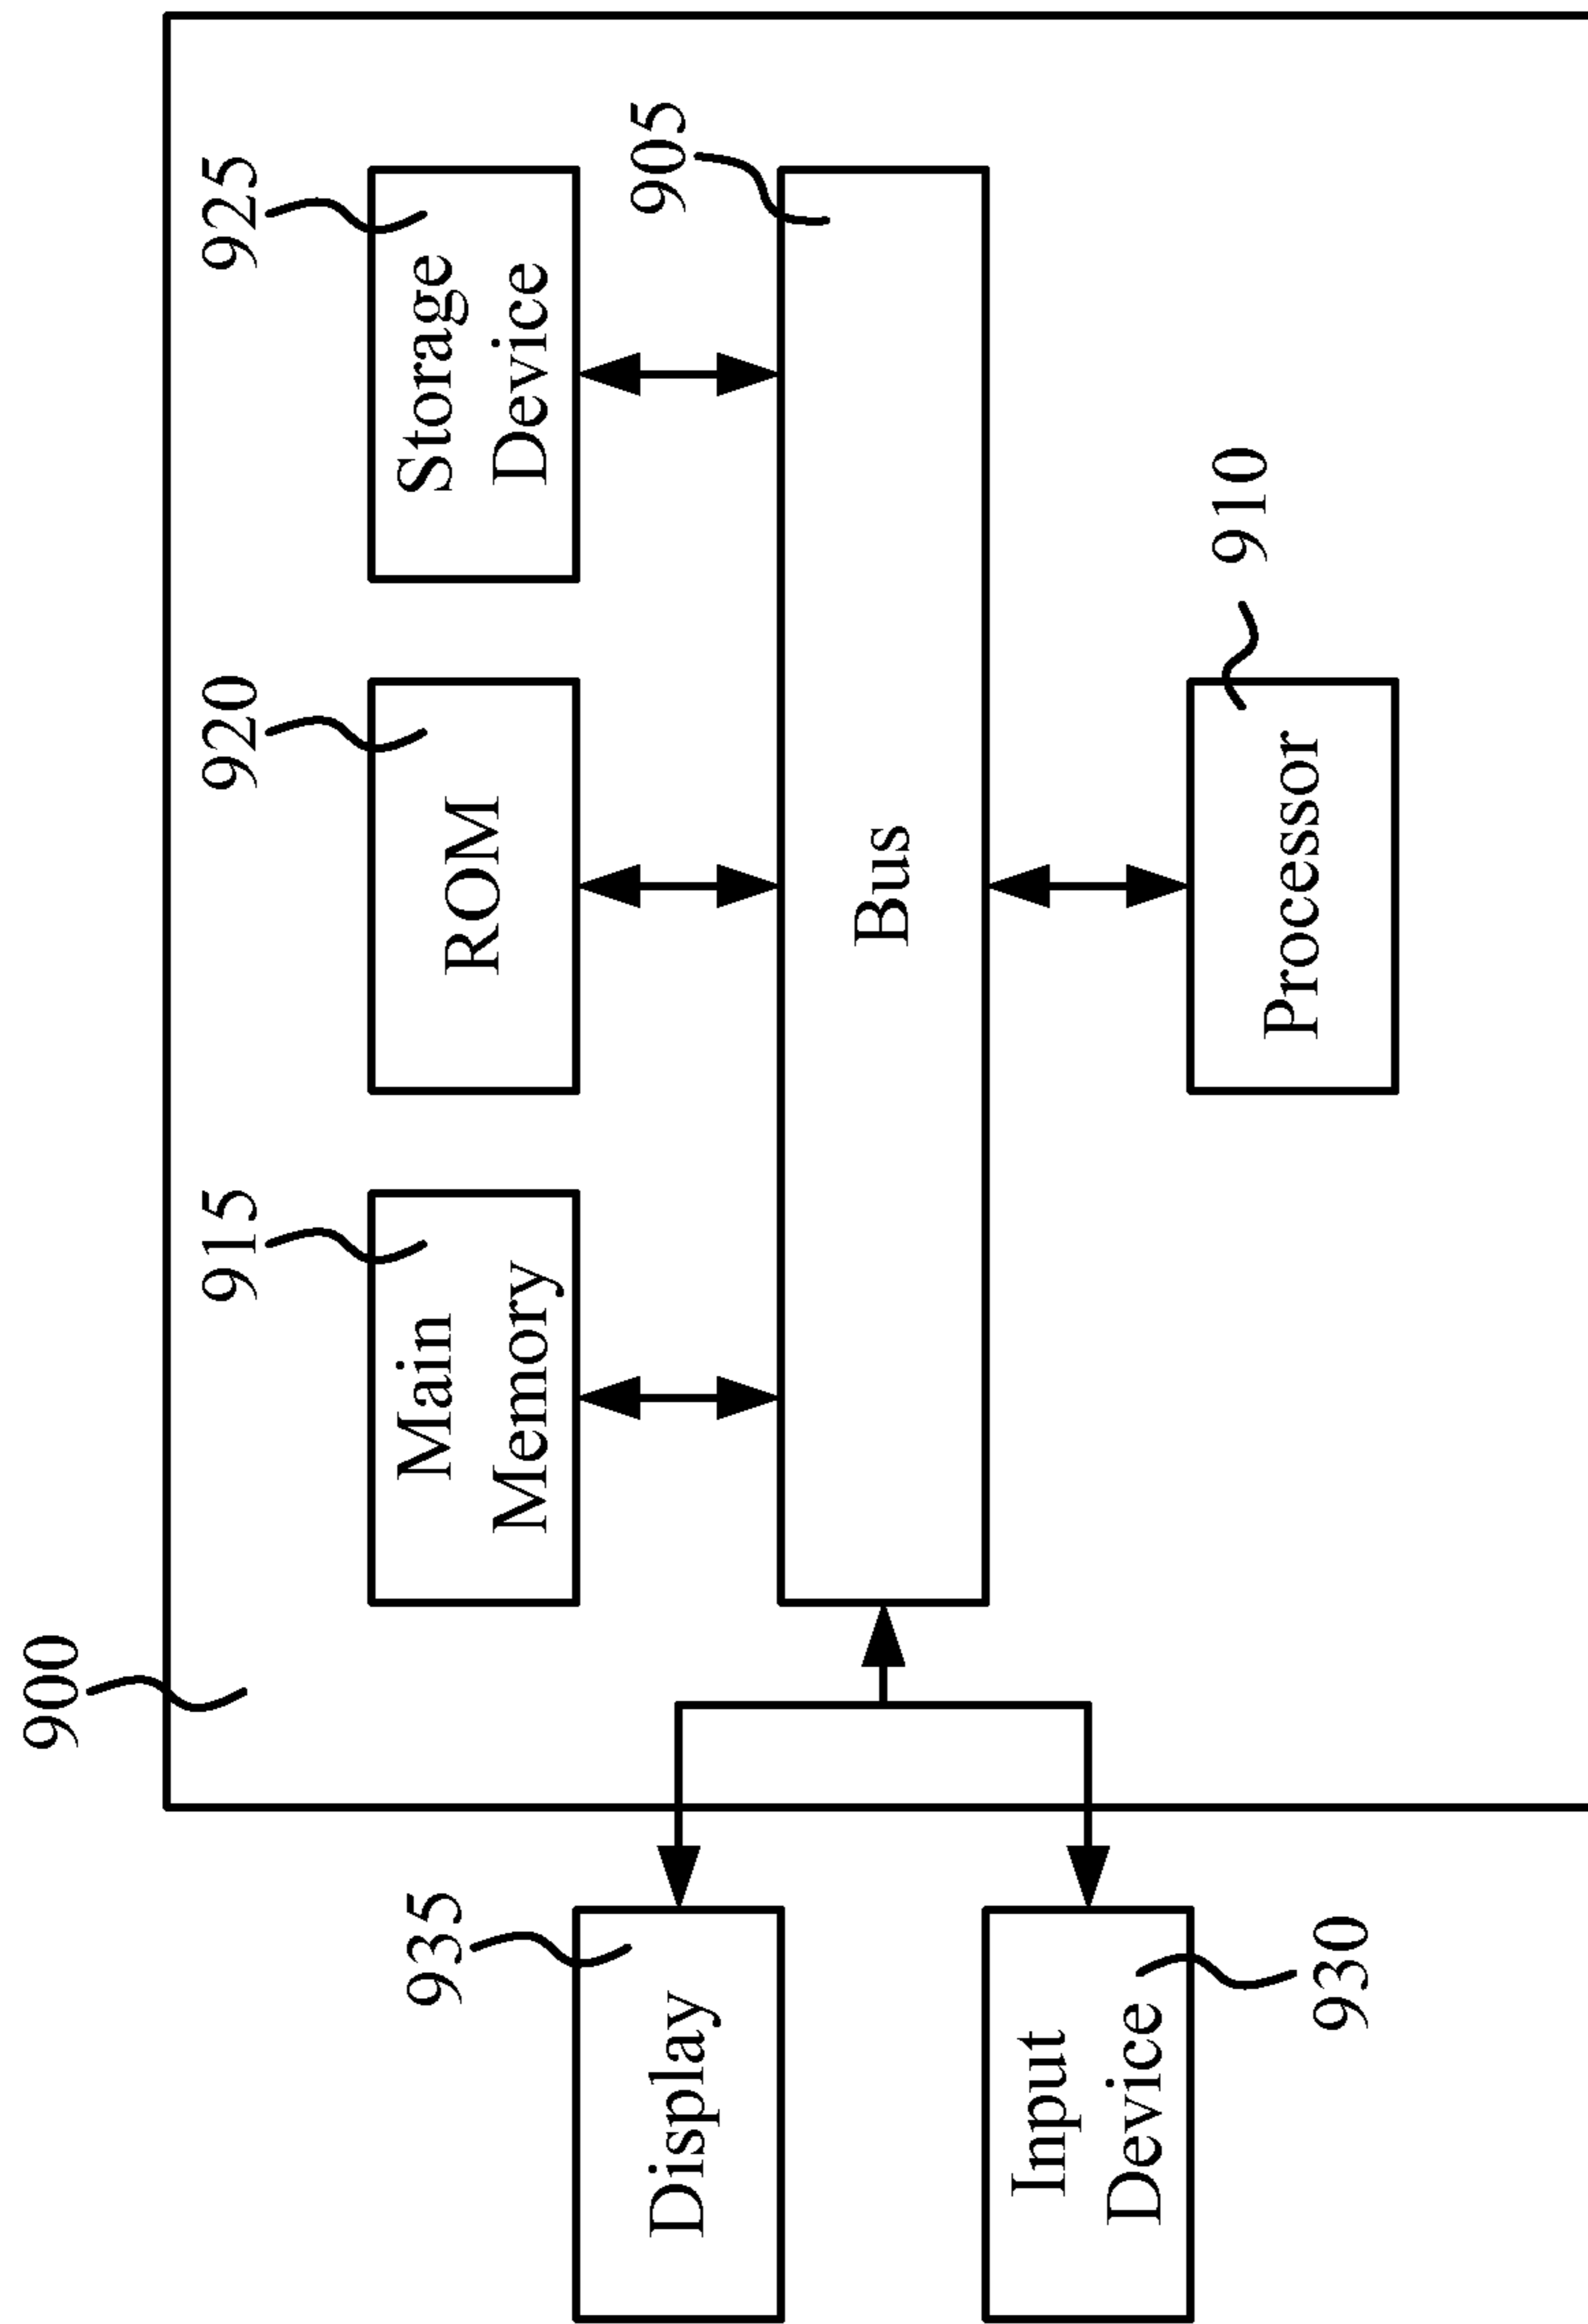 900
915
920
925
Main
Memory
ROM
Storage
Device
935
905
Display
Bus
Input
Device
930
910
Processor